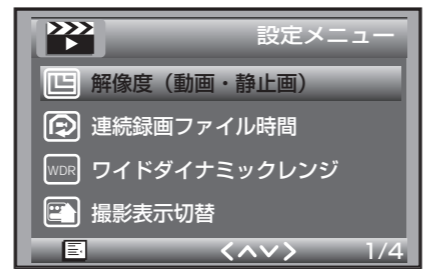 設定メニュー
解像度（動画・静止画）
連続録画ファイル時間
WDR ワイドダイナミックレンジ
撮影表示切替
1/4